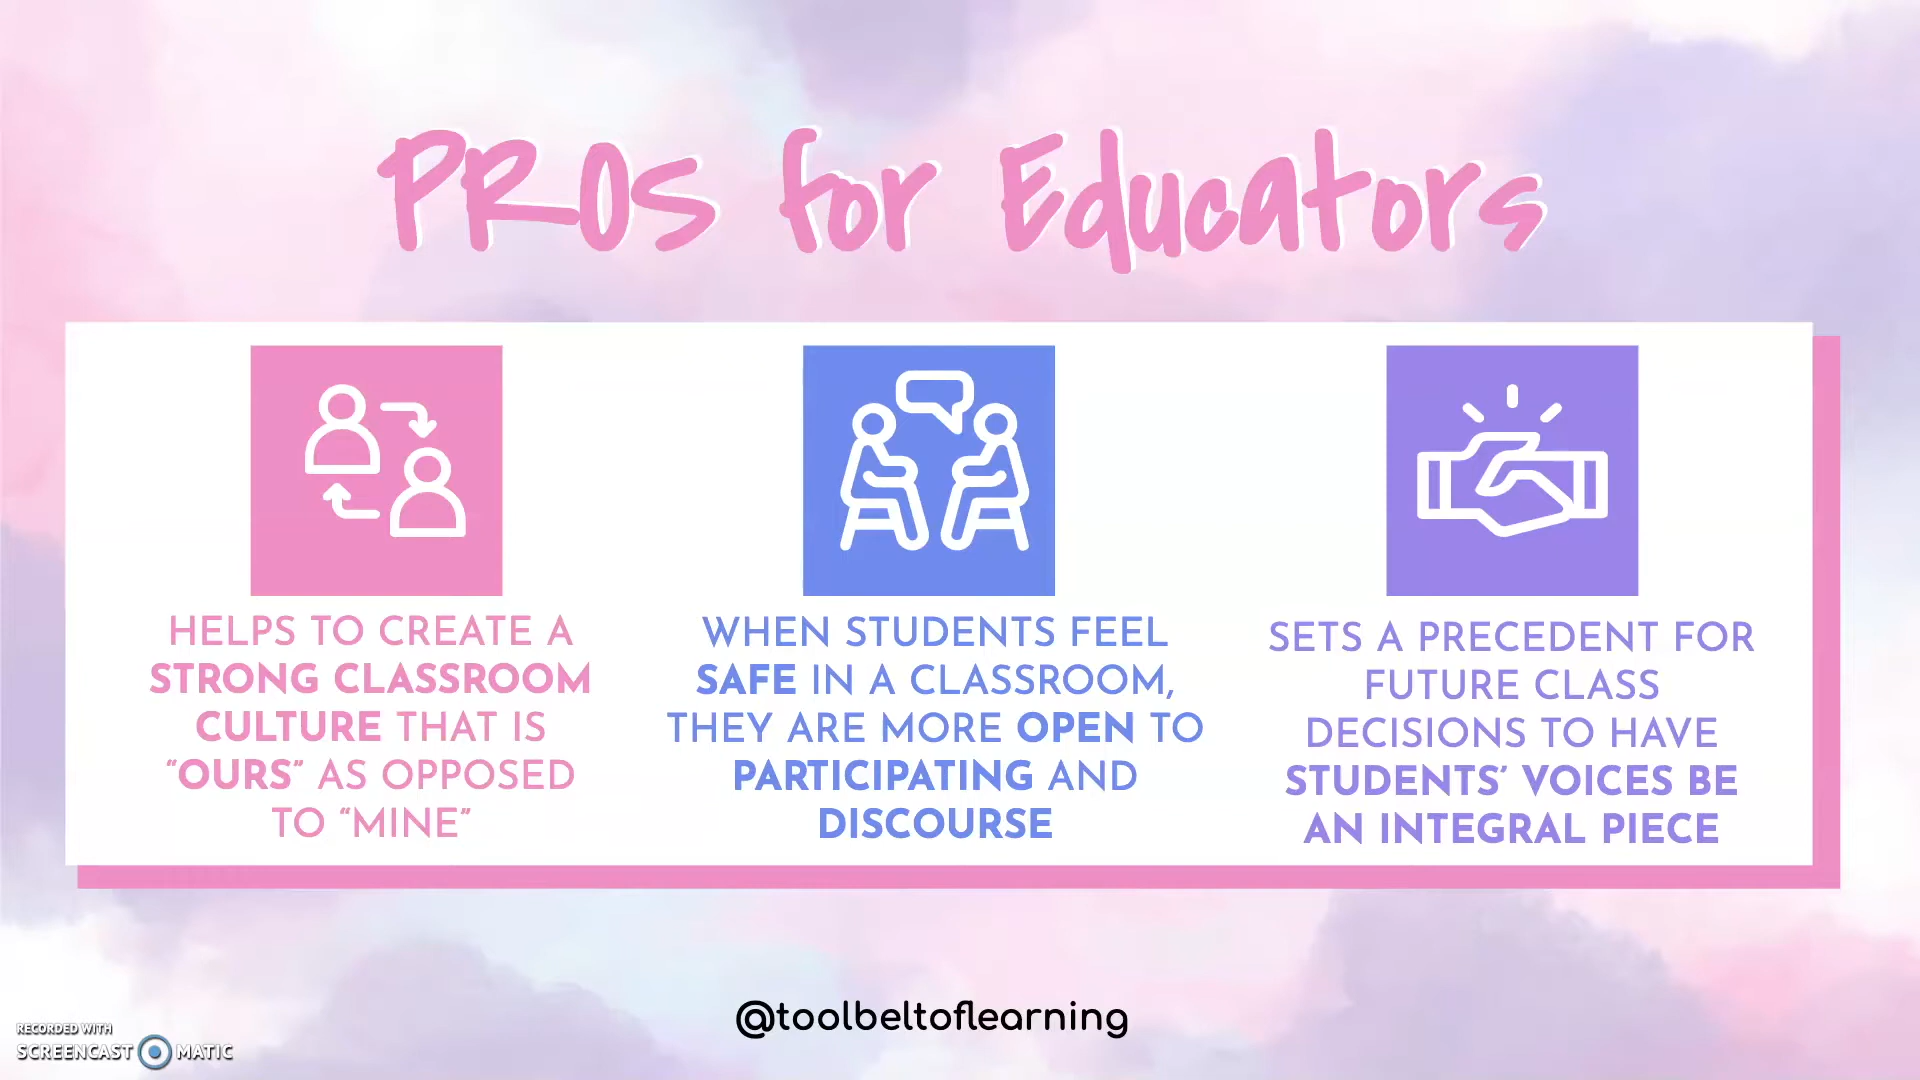 PROS for Educators
HELPS TO CREATE A
STRONG CLASSROOM
CULTURE THAT IS
“OURS” AS OPPOSED
TO “MINE”
WHEN STUDENTS FEEL
SAFE IN A CLASSROOM,
THEY ARE MORE OPEN TO
PARTICIPATING AND
DISCOURSE
SETS A PRECEDENT FOR
FUTURE CLASS
DECISIONS TO HAVE
STUDENTS’ VOICES BE
AN INTEGRAL PIECE
@toolbeltoflearning
RECORDED WITH
SCREENCAST MATIC